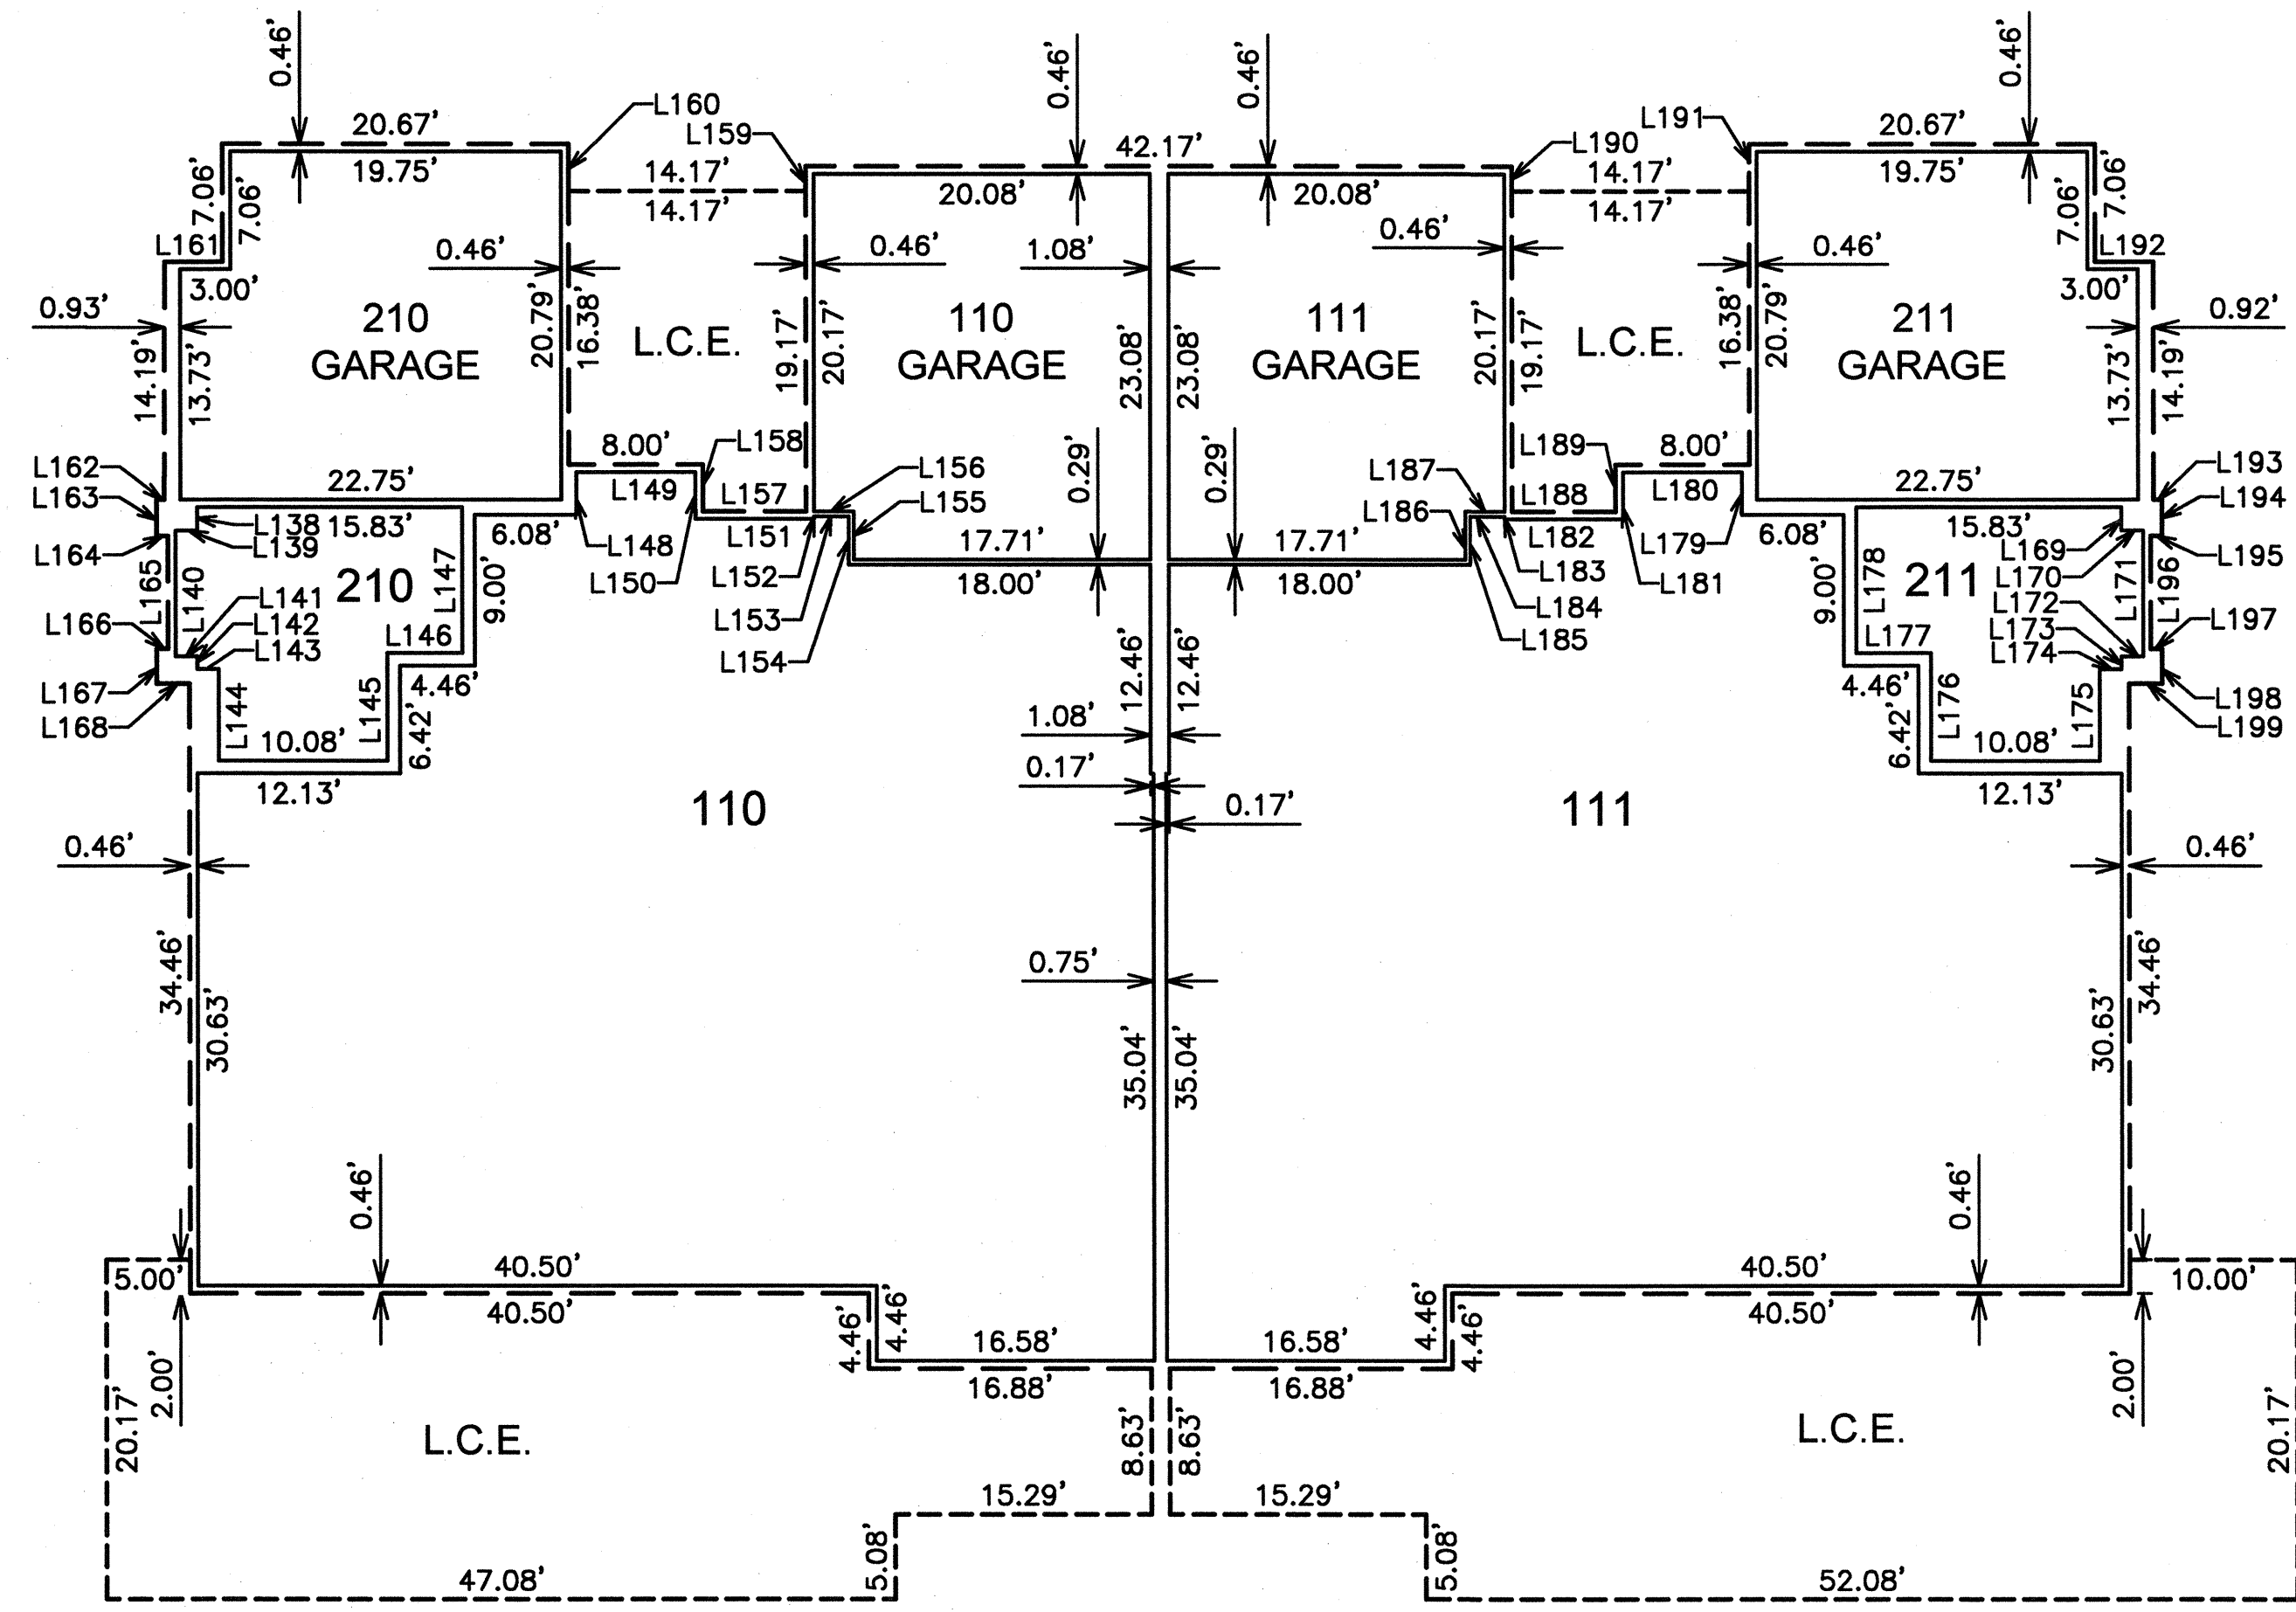 0.46'
0.46'
0.46'
0.46'
L160
L159
L191
L190
20.67'
42.17'
20.67'
19.75'
14.17'
20.08'
20.08'
14.17'
19.75'
14.17'
14.17'
7.06'
7.06'
7.06'
7.06'
L161
0.46'
0.46'
1.08'
0.46'
0.46'
L192
3.00'
3.00'
0.93'
0.92'
210
GARAGE
L.C.E.
110
GARAGE
111
GARAGE
L.C.E.
211
GARAGE
14.19'
13.73'
20.79'
16.38'
19.17'
20.17'
23.08'
23.08'
20.17'
19.17'
16.38'
20.79'
13.73'
14.19'
8.00'
L158
0.29'
0.29'
L189
8.00'
L162
22.75'
L149
L157
L156
L187
L188
L180
22.75'
L193
L163
L155
L186
L194
L138
15.83'
6.08'
L148
L151
17.71'
17.71'
L182
L179
6.08'
15.83'
L169
L164
L139
L195
L150
L152
18.00'
18.00'
L183
L181
L170
L165
L140
210
L147
9.00'
L153
L184
9.00'
L178
211
L171
L196
L141
L172
L166
L142
L173
L197
L143
L146
L154
L185
L177
L174
L167
4.46'
4.46'
L198
L168
L144
L145
6.42'
12.46'
12.46'
6.42'
L176
L175
L199
10.08'
1.08'
10.08'
12.13'
0.17'
12.13'
110
0.17'
111
0.46'
0.46'
34.46'
30.63'
0.75'
30.63'
34.46'
35.04'
35.04'
0.46'
0.46'
5.00'
40.50'
40.50'
10.00'
40.50'
40.50'
4.46'
4.46'
4.46'
4.46'
16.58'
16.58'
16.88'
16.88'
20.17'
2.00'
2.00'
20.17'
L.C.E.
8.63'
8.63'
L.C.E.
15.29'
15.29'
5.08'
5.08'
47.08'
52.08'